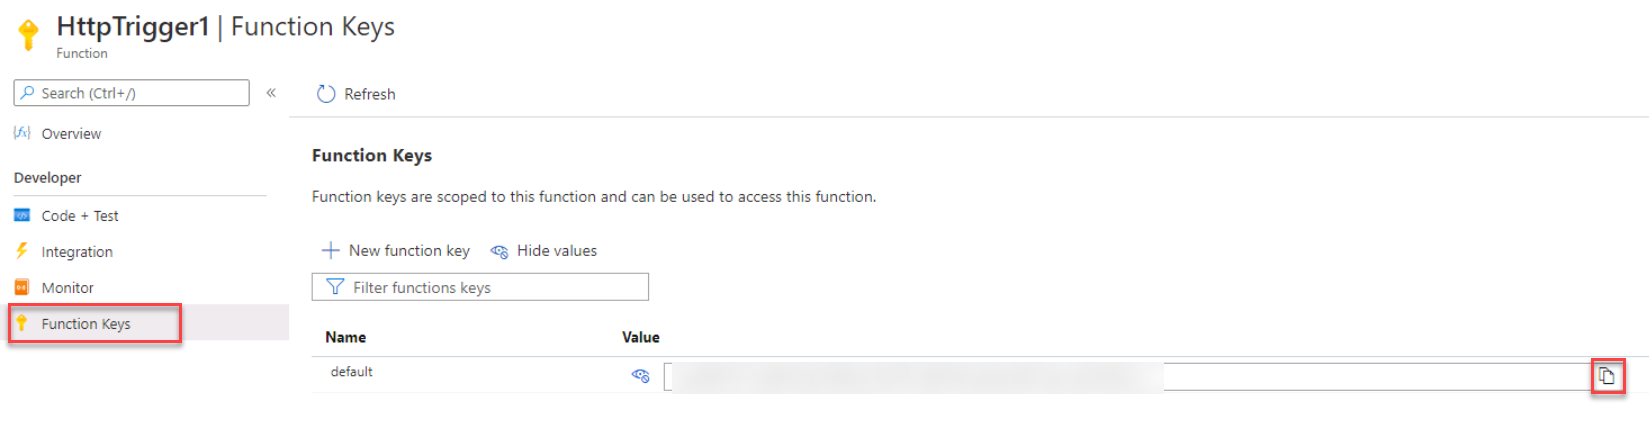 HttpTrigger1 | Function Keys
Function
Search (Ctrl+/)
«
Refresh
Overview
Function Keys
Developer
Function keys are scoped to this function and can be used to access this function.
Code + Test
Integration
New function key
Hide values
Monitor
Filter functions keys
Function Keys
Name
Value
default